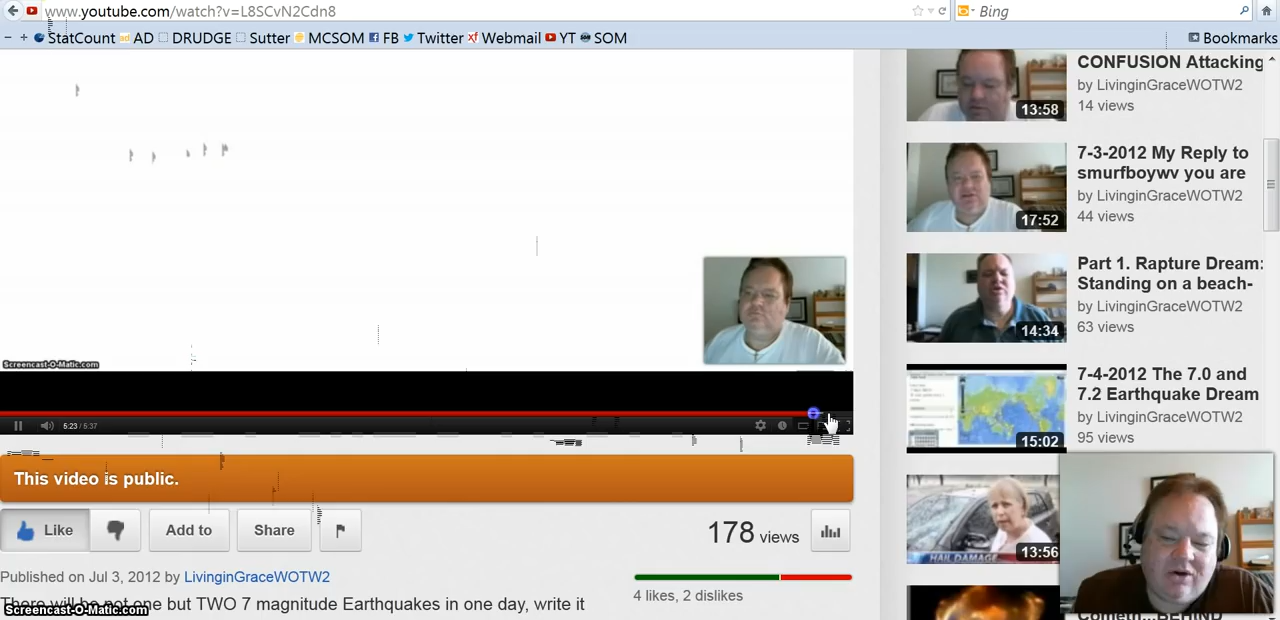 www.youtube.com/watch?v=L8SCvN2Cdn8
Bing
StatCount AD DRUDGE Sutter MCSOM FB Twitter Webmail YT SOM
Bookmarks
CONFUSION Attacking
by LivinginGraceWOTW2
14 views
13:58
7-3-2012 My Reply to
smurfboywv you are
by LivinginGraceWOTW2
44 views
17:52
Part 1. Rapture Dream:
Standing on a beach-
by LivinginGraceWOTW2
63 views
14:34
7-4-2012 The 7.0 and
7.2 Earthquake Dream
by LivinginGraceWOTW2
95 views
15:02
HAIL DAMAGE
13:56
BEHIND
Screencast-O-Matic.com
5:23 / 5:37
This video is public.
Like
Add to
Share
178 views
Published on Jul 3, 2012 by LivinginGraceWOTW2
4 likes, 2 dislikes
one but TWO 7 magnitude Earthquakes in one day, write it
Screencast-O-Matic.com